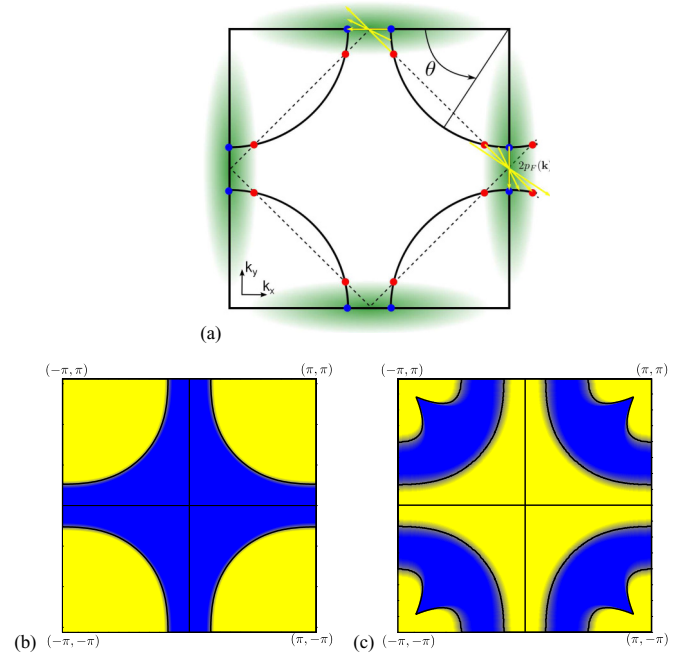 θ
2p_F(k)
k_y
k_x
(a)
(−π, π) (π, π) (−π, π) (π, π)
(b) (−π, −π) (π, −π) (c) (−π, −π) (π, −π)